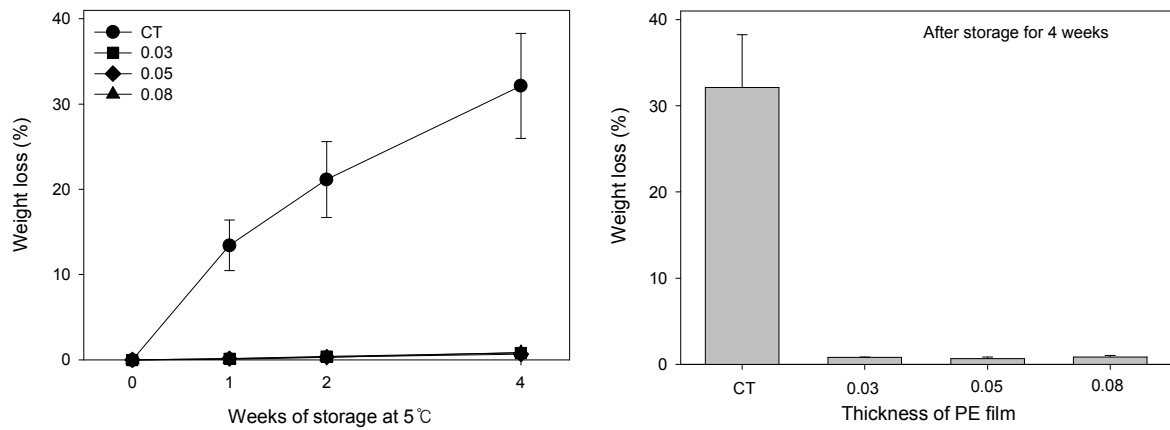 40
30
20
10
0
Weight loss (%)
CT
0.03
0.05
0.08
0
1
2
4
Weeks of storage at 5℃
40
30
20
10
0
Weight loss (%)
After storage for 4 weeks
CT
0.03
0.05
0.08
Thickness of PE film